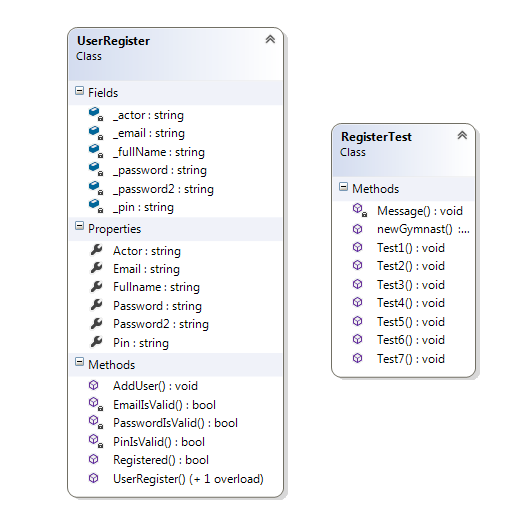 UserRegister
Class
Fields
_actor : string
_email : string
_fullName : string
_password : string
_password2 : string
_pin : string
Properties
Actor : string
Email : string
Fullname : string
Password : string
Password2 : string
Pin : string
Methods
AddUser() : void
EmailIsValid() : bool
PasswordIsValid() : bool
PinIsValid() : bool
Registered() : bool
UserRegister() (+ 1 overload)
RegisterTest
Class
Methods
Message() : void
newGymnast() :...
Test1() : void
Test2() : void
Test3() : void
Test4() : void
Test5() : void
Test6() : void
Test7() : void